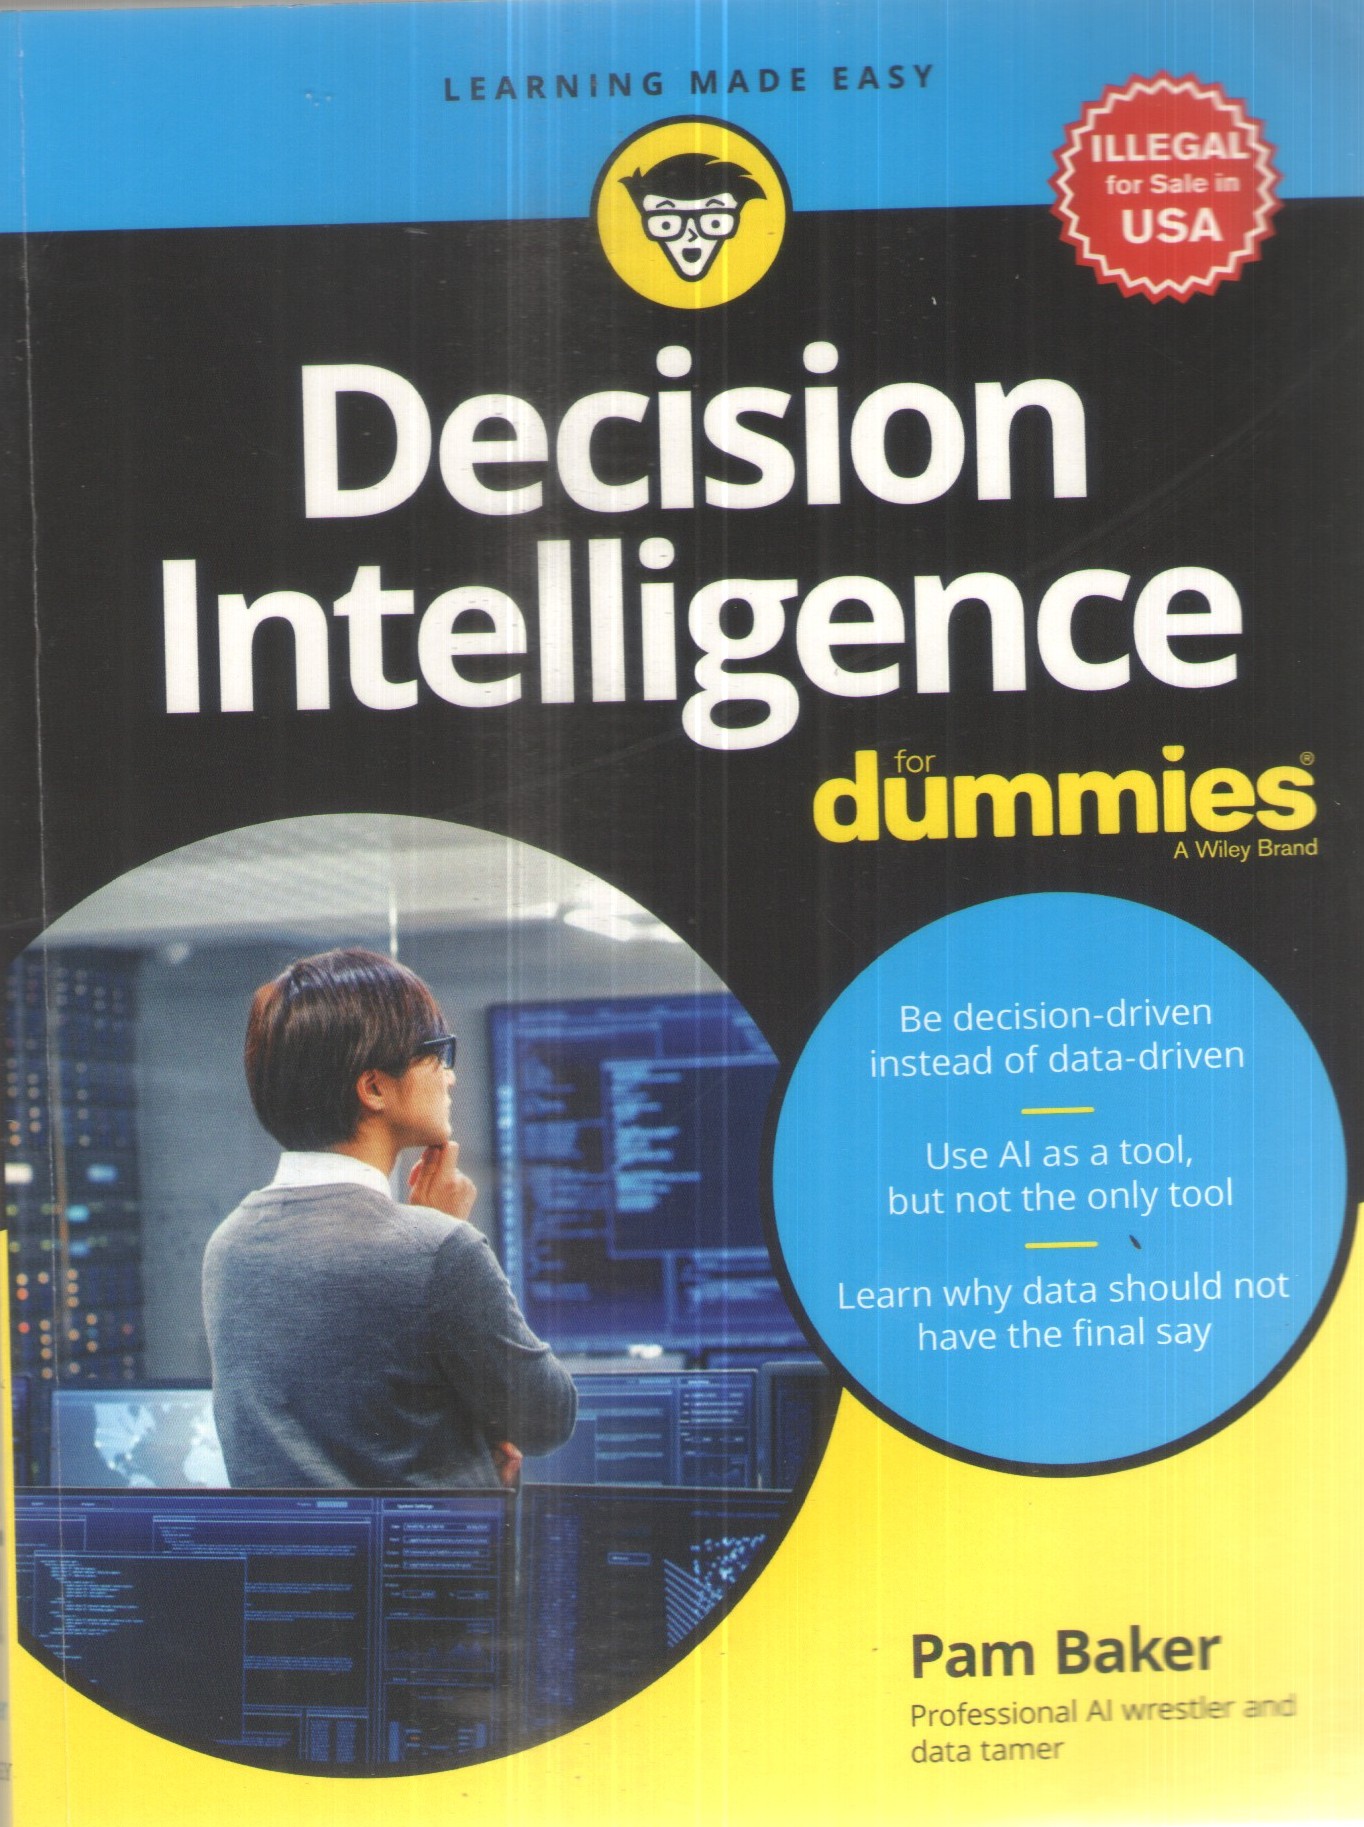 LEARNING MADE EASY
ILLEGAL
for Sale in
USA
Decision
Intelligence
for
dummies®
A Wiley Brand
Be decision-driven
instead of data-driven
Use AI as a tool,
but not the only tool
Learn why data should not
have the final say
Pam Baker
Professional AI wrestler and
data tamer